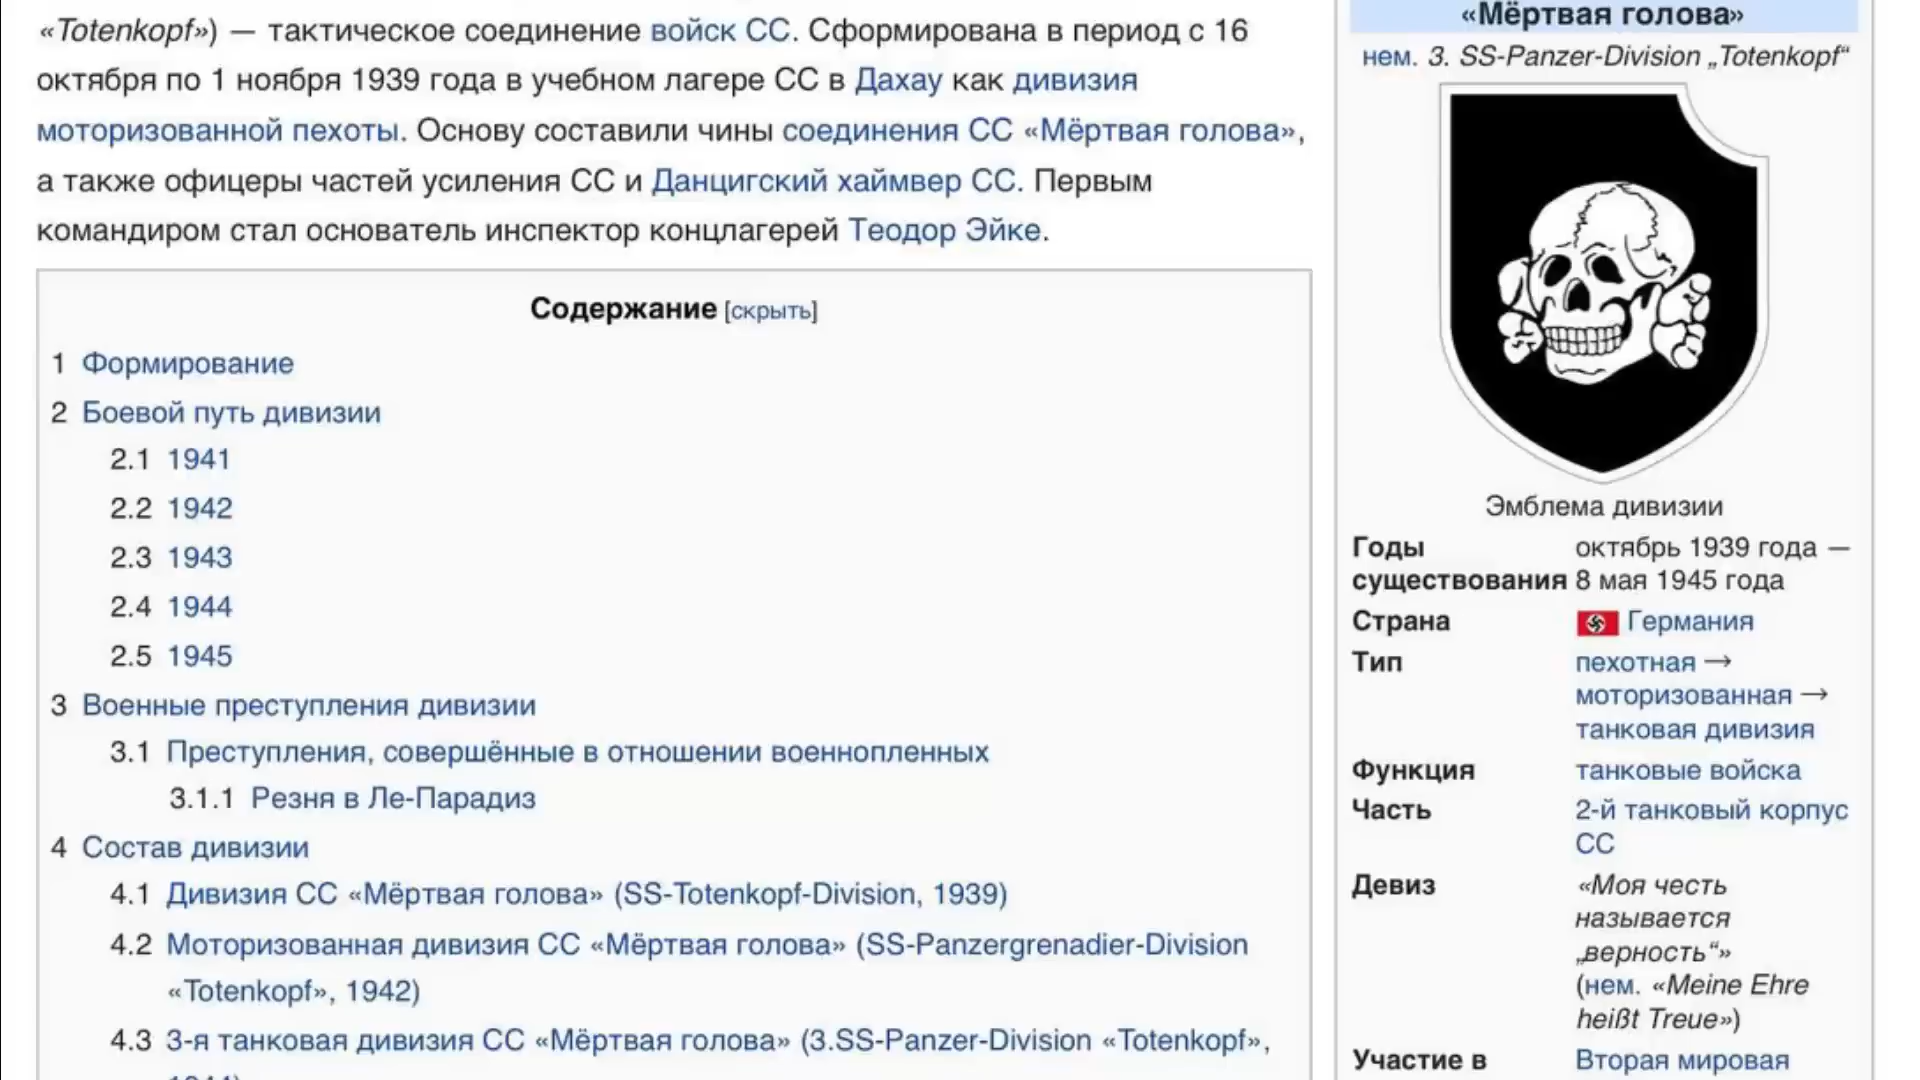 «Totenkopf») — тактическое соединение войск СС. Сформирована в период с 16
октября по 1 ноября 1939 года в учебном лагере СС в Дахау как дивизия
моторизованной пехоты. Основу составили чины соединения СС «Мёртвая голова»,
а также офицеры частей усиления СС и Данцигский хаймвер СС. Первым
командиром стал основатель инспектор концлагерей Теодор Эйке.
Содержание [скрыть]
1 Формирование
2 Боевой путь дивизии
2.1 1941
2.2 1942
2.3 1943
2.4 1944
2.5 1945
3 Военные преступления дивизии
3.1 Преступления, совершённые в отношении военнопленных
3.1.1 Резня в Ле-Парадиз
4 Состав дивизии
4.1 Дивизия СС «Мёртвая голова» (SS-Totenkopf-Division, 1939)
4.2 Моторизованная дивизия СС «Мёртвая голова» (SS-Panzergrenadier-Division
«Totenkopf», 1942)
4.3 3-я танковая дивизия СС «Мёртвая голова» (3.SS-Panzer-Division «Totenkopf»,
«Мёртвая голова»
нем. 3. SS-Panzer-Division „Totenkopf“
Эмблема дивизии
Годы существования октябрь 1939 года —
8 мая 1945 года
Страна Германия
Тип пехотная →
моторизованная →
танковая дивизия
Функция танковые войска
Часть 2-й танковый корпус
СС
Девиз «Моя честь
называется
„верность“»
(нем. «Meine Ehre
heißt Treue»)
Участие в Вторая мировая